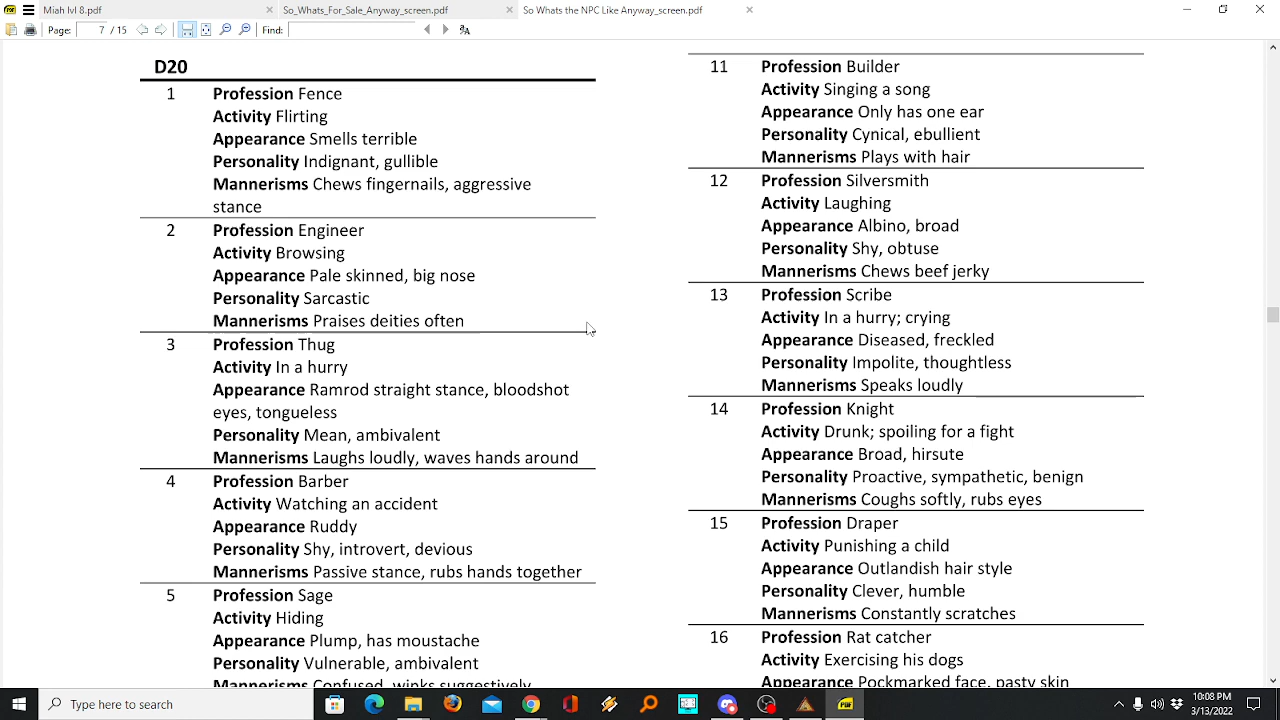 Miah lvl 8.pdf
So_Whats_For_Sale_Anyway_screen.pdf
So Whats the NPC Like Anyway_screen.pdf
Page: 7 / 15
Find:
D20
1 Profession Fence
Activity Flirting
Appearance Smells terrible
Personality Indignant, gullible
Mannerisms Chews fingernails, aggressive
stance
2 Profession Engineer
Activity Browsing
Appearance Pale skinned, big nose
Personality Sarcastic
Mannerisms Praises deities often
3 Profession Thug
Activity In a hurry
Appearance Ramrod straight stance, bloodshot
eyes, tongueless
Personality Mean, ambivalent
Mannerisms Laughs loudly, waves hands around
4 Profession Barber
Activity Watching an accident
Appearance Ruddy
Personality Shy, introvert, devious
Mannerisms Passive stance, rubs hands together
5 Profession Sage
Activity Hiding
Appearance Plump, has moustache
Personality Vulnerable, ambivalent
Mannerisms Confused, winks suggestively
11 Profession Builder
Activity Singing a song
Appearance Only has one ear
Personality Cynical, ebullient
Mannerisms Plays with hair
12 Profession Silversmith
Activity Laughing
Appearance Albino, broad
Personality Shy, obtuse
Mannerisms Chews beef jerky
13 Profession Scribe
Activity In a hurry; crying
Appearance Diseased, freckled
Personality Impolite, thoughtless
Mannerisms Speaks loudly
14 Profession Knight
Activity Drunk; spoiling for a fight
Appearance Broad, hirsute
Personality Proactive, sympathetic, benign
Mannerisms Coughs softly, rubs eyes
15 Profession Draper
Activity Punishing a child
Appearance Outlandish hair style
Personality Clever, humble
Mannerisms Constantly scratches
16 Profession Rat catcher
Activity Exercising his dogs
Appearance Pockmarked face, pasty skin
Type here to search
PDF
10:08 PM
3/13/2022